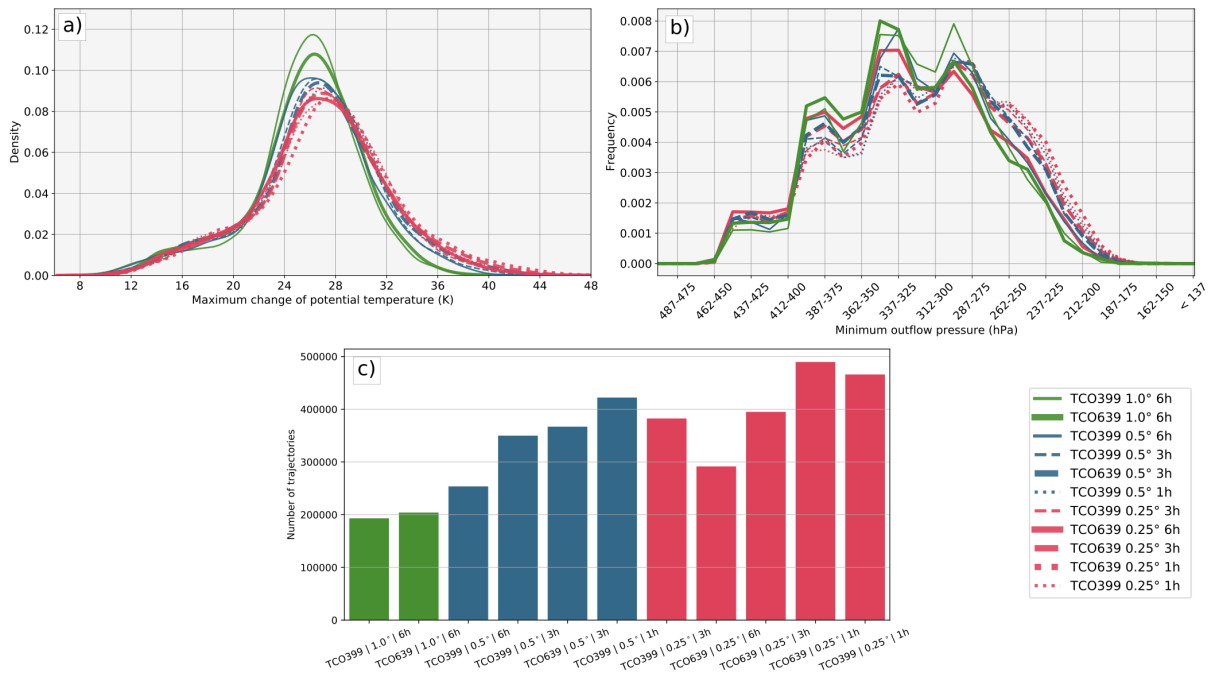 a)
0.12
0.10
0.08
0.06
0.04
0.02
0.00
Density
8 12 16 20 24 28 32 36 40 44 48
Maximum change of potential temperature (K)
b)
0.008
0.007
0.006
0.005
0.004
0.003
0.002
0.001
0.000
Frequency
487-475
462-450
437-425
412-400
387-375
362-350
337-325
312-300
287-275
262-250
237-225
212-200
187-175
162-150
< 137
Minimum outflow pressure (hPa)
c)
500000
400000
300000
200000
100000
0
Number of trajectories
TCO399 | 1.0° | 6h
TCO639 | 1.0° | 6h
TCO399 | 0.5° | 6h
TCO399 | 0.5° | 3h
TCO639 | 0.5° | 3h
TCO399 | 0.5° | 1h
TCO399 | 0.25° | 3h
TCO639 | 0.25° | 6h
TCO639 | 0.25° | 3h
TCO639 | 0.25° | 1h
TCO399 | 0.25° | 1h
TCO399 1.0° 6h
TCO639 1.0° 6h
TCO399 0.5° 6h
TCO399 0.5° 3h
TCO639 0.5° 3h
TCO399 0.5° 1h
TCO399 0.25° 3h
TCO639 0.25° 6h
TCO639 0.25° 3h
TCO639 0.25° 1h
TCO399 0.25° 1h